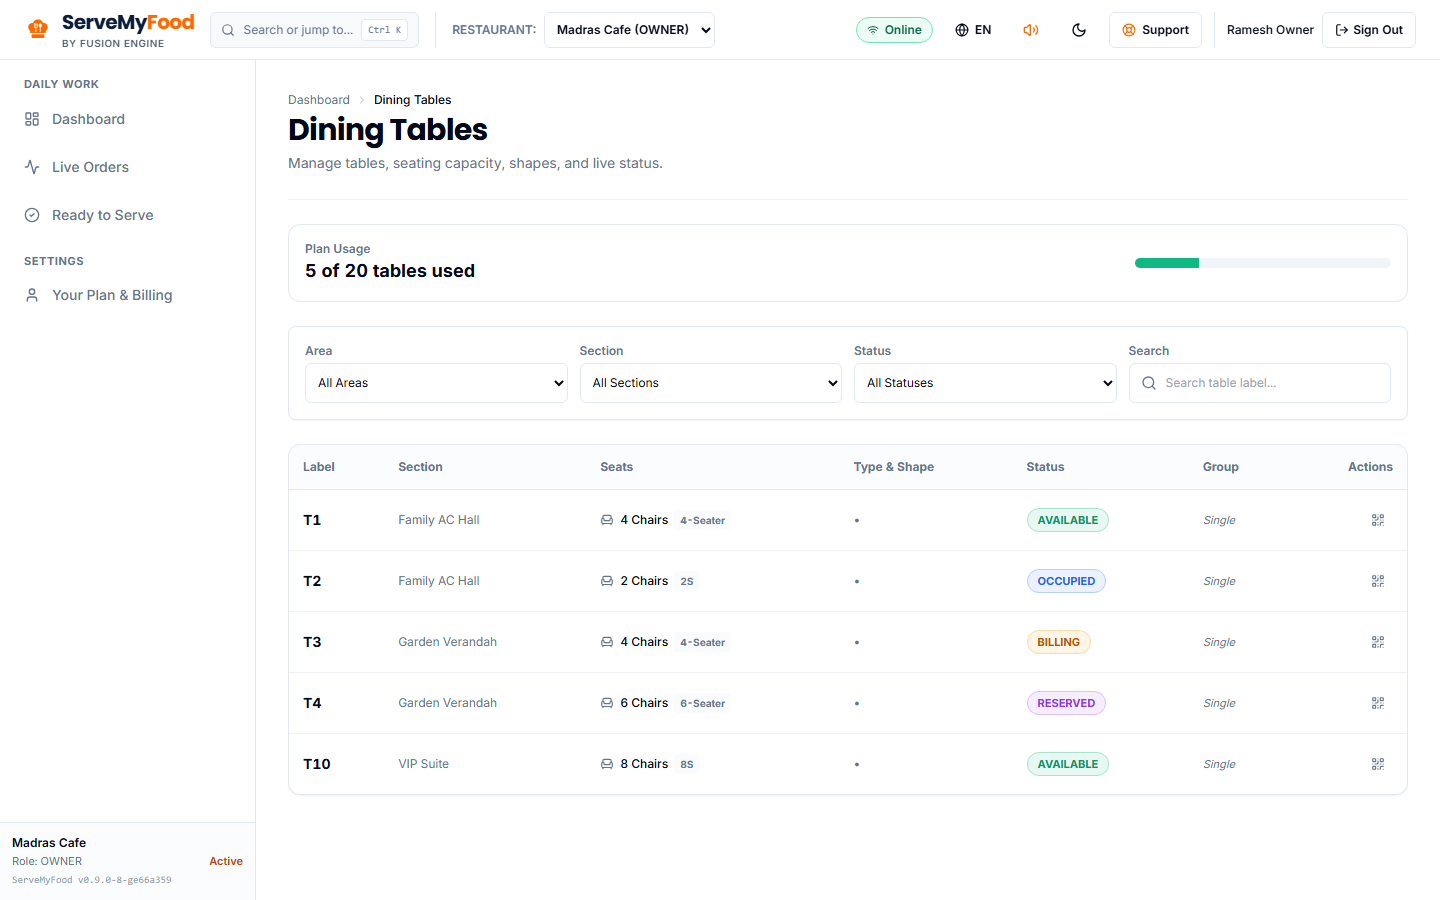 ServeMyFood
BY FUSION ENGINE
Search or jump to... Ctrl K
RESTAURANT: Madras Cafe (OWNER)
Online
EN
Support
Ramesh Owner
Sign Out
DAILY WORK
Dashboard
Live Orders
Ready to Serve
SETTINGS
Your Plan & Billing
Madras Cafe
Role: OWNER Active
ServeMyFood v0.9.0-8-ge66a359
Dashboard Dining Tables
Dining Tables
Manage tables, seating capacity, shapes, and live status.
Plan Usage
5 of 20 tables used
Area Section Status Search
All Areas All Sections All Statuses Search table label...
Label Section Seats Type & Shape Status Group Actions
T1 Family AC Hall 4 Chairs 4-Seater • AVAILABLE Single
T2 Family AC Hall 2 Chairs 2S • OCCUPIED Single
T3 Garden Verandah 4 Chairs 4-Seater • BILLING Single
T4 Garden Verandah 6 Chairs 6-Seater • RESERVED Single
T10 VIP Suite 8 Chairs 8S • AVAILABLE Single